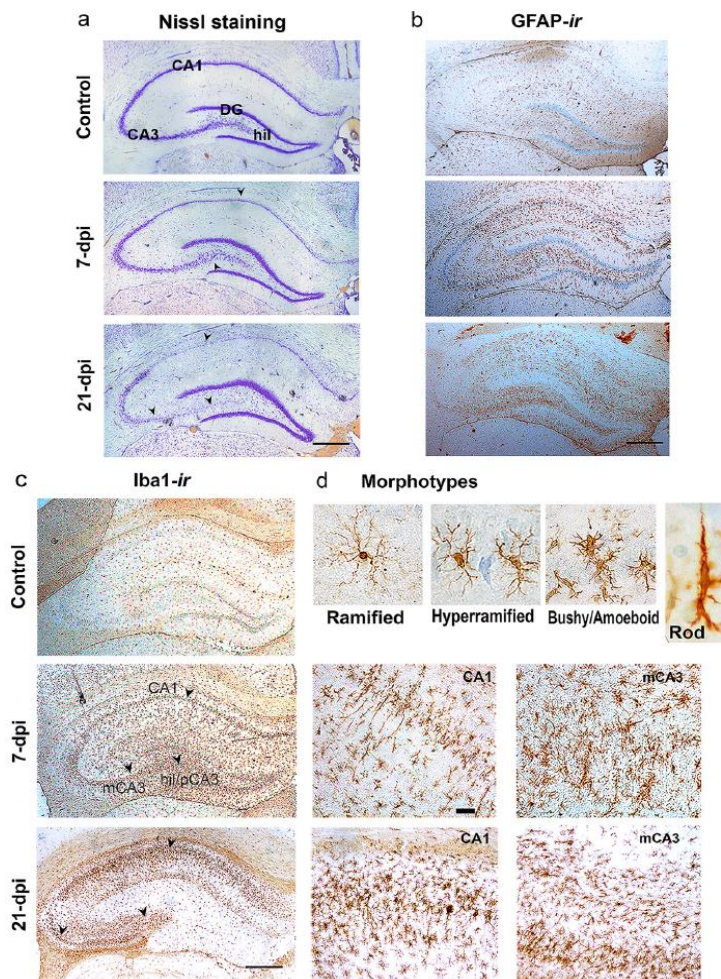 a
Nissl staining
Control
CA1
DG
CA3
hil
7-dpi
21-dpi
b
GFAP-ir
c
Iba1-ir
Control
7-dpi
CA1
mCA3
hil/pCA3
21-dpi
d
Morphotypes
Ramified
Hyperramified
Bushy/Amoeboid
Rod
CA1
mCA3
CA1
mCA3